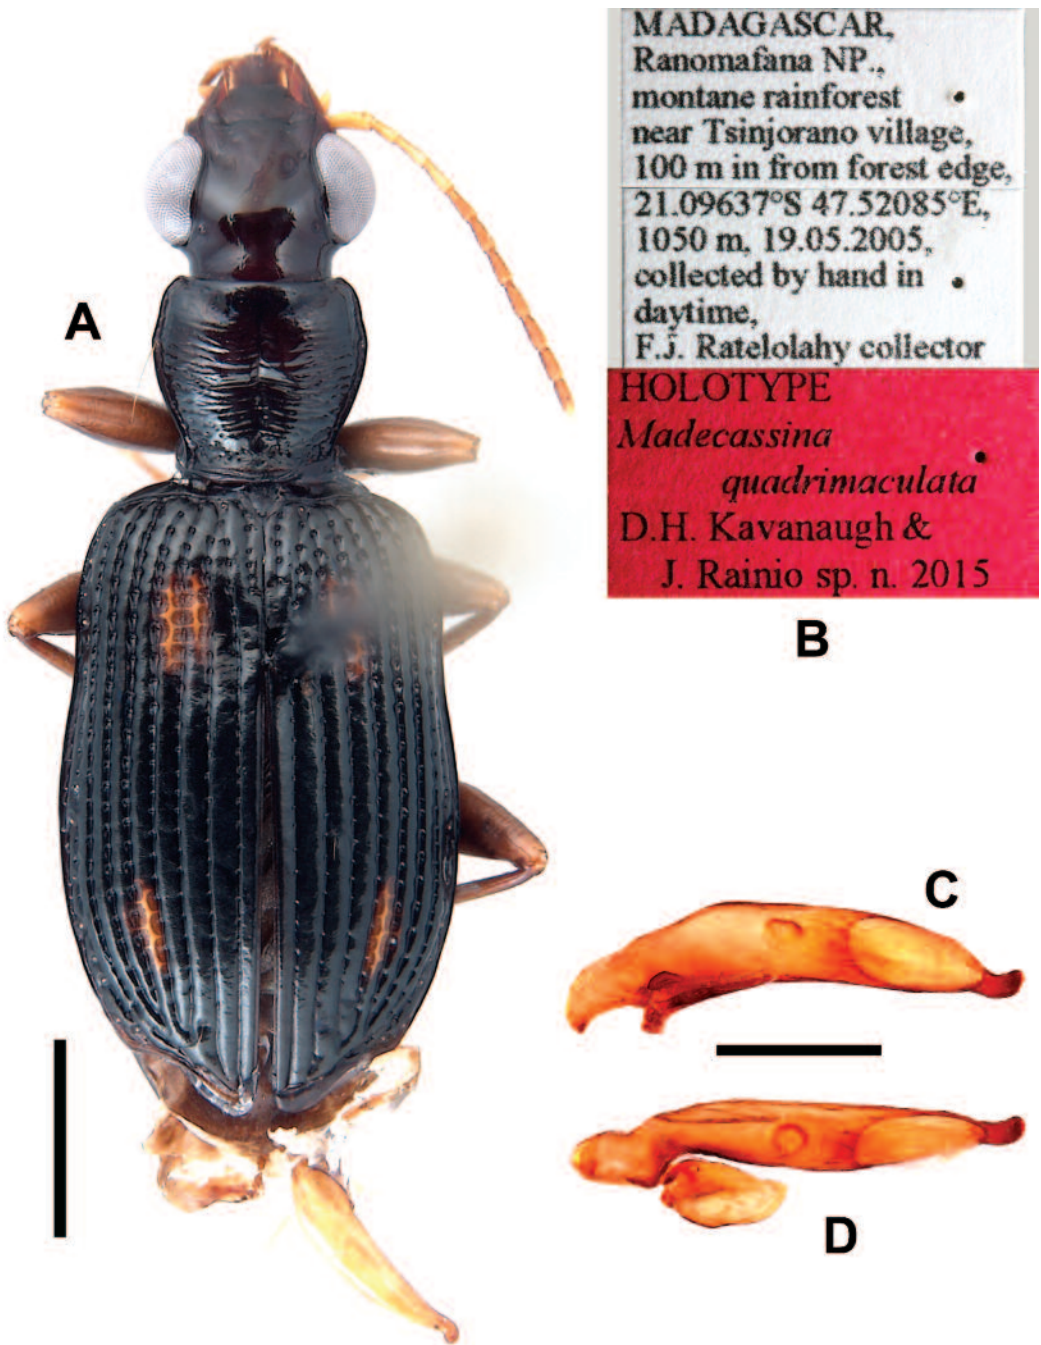 A
MADAGASCAR,
Ranomafana NP.,
montane rainforest
near Tsinjorano village,
100 m in from forest edge,
21.09637°S 47.52085°E,
1050 m, 19.05.2005,
collected by hand in
daytime,
F.J. Ratelolahy collector
HOLOTYPE
Madecassina
quadrimaculata
D.H. Kavanaugh &
J. Rainio sp. n. 2015
B
C
D